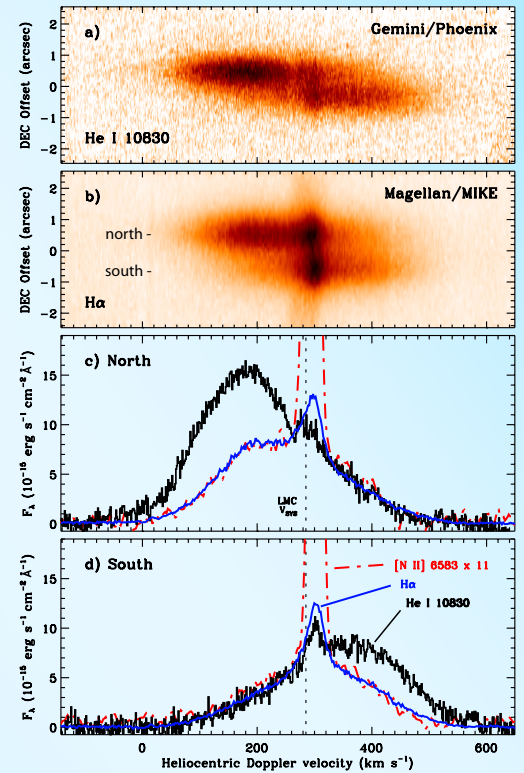 a)
Gemini/Phoenix
He I 10830
DEC Offset (arcsec)
2
1
0
-1
-2
b)
Magellan/MIKE
north -
south -
Hα
DEC Offset (arcsec)
2
1
0
-1
-2
c) North
LMC
Vsys
Fλ (10⁻¹⁵ erg s⁻¹ cm⁻² Å⁻¹)
15
10
5
0
d) South
[N II] 6583 x 11
Hα
He I 10830
Fλ (10⁻¹⁵ erg s⁻¹ cm⁻² Å⁻¹)
15
10
5
0
0 200 400 600
Heliocentric Doppler velocity (km s⁻¹)